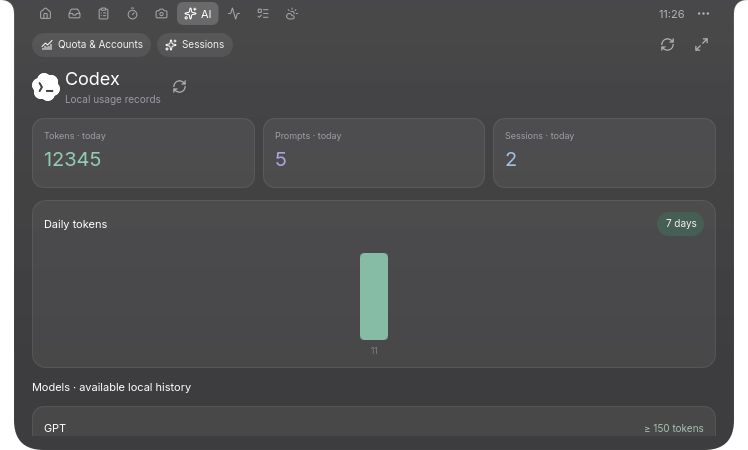 AI
11:26
Quota & Accounts
Sessions
Codex
Local usage records
Tokens · today
12345
Prompts · today
5
Sessions · today
2
Daily tokens
7 days
11
Models · available local history
GPT
≥ 150 tokens